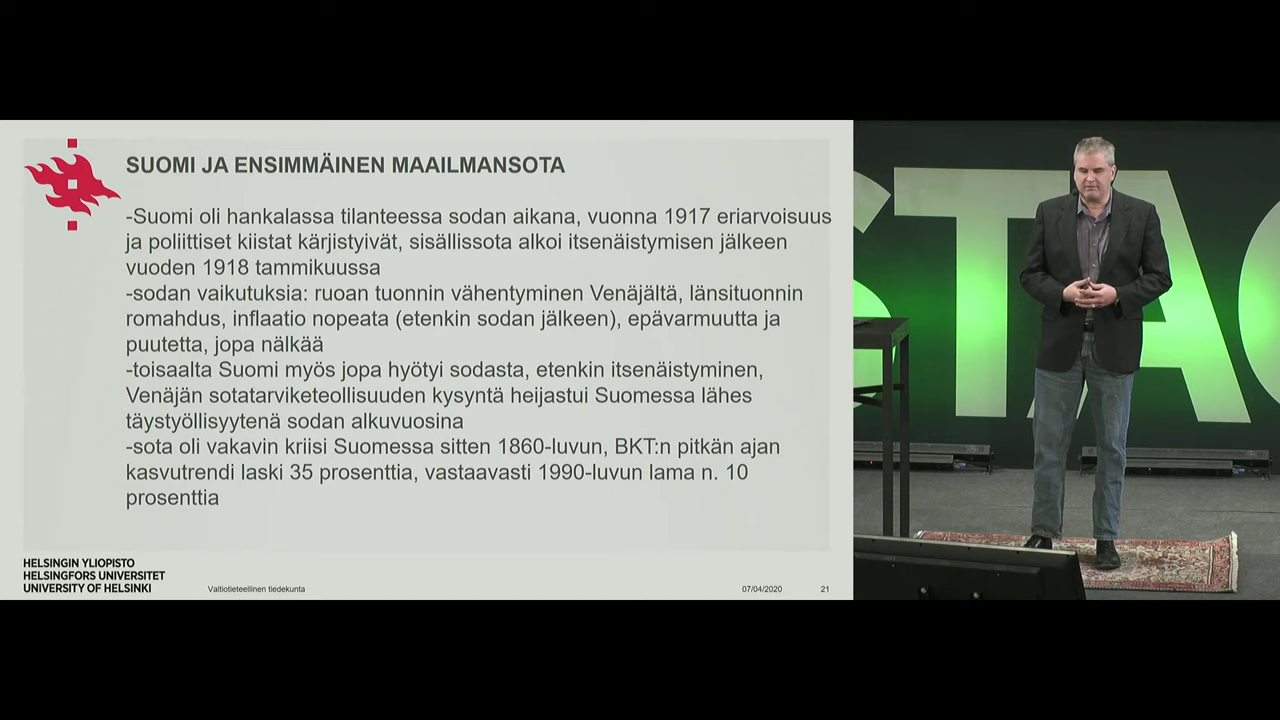 SUOMI JA ENSIMMÄINEN MAAILMANSOTA
-Suomi oli hankalassa tilanteessa sodan aikana, vuonna 1917 eriarvoisuus
ja poliittiset kiistat kärjistyivät, sisällissota alkoi itsenäistymisen jälkeen
vuoden 1918 tammikuussa
-sodan vaikutuksia: ruoan tuonnin vähentyminen Venäjältä, länsituonnin
romahdus, inflaatio nopeata (etenkin sodan jälkeen), epävarmuutta ja
puutetta, jopa nälkää
-toisaalta Suomi myös jopa hyötyi sodasta, etenkin itsenäistyminen,
Venäjän sotatarviketeollisuuden kysyntä heijastui Suomessa lähes
täystyöllisyytenä sodan alkuvuosina
-sota oli vakavin kriisi Suomessa sitten 1860-luvun, BKT:n pitkän ajan
kasvutrendi laski 35 prosenttia, vastaavasti 1990-luvun lama n. 10
prosenttia
HELSINGIN YLIOPISTO
HELSINGFORS UNIVERSITET
UNIVERSITY OF HELSINKI
Valtiotieteellinen tiedekunta
07/04/2020
21
STA